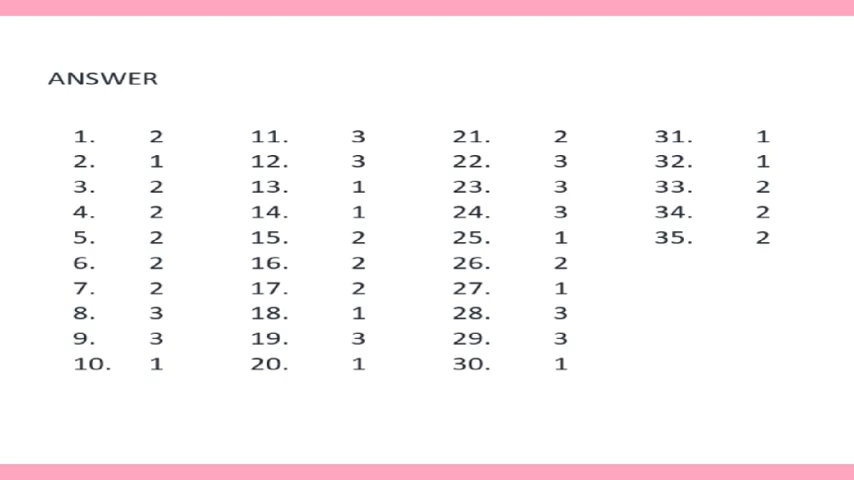 ANSWER
1. 2 11. 3 21. 2 31. 1
2. 1 12. 3 22. 3 32. 1
3. 2 13. 1 23. 3 33. 2
4. 2 14. 1 24. 3 34. 2
5. 2 15. 2 25. 1 35. 2
6. 2 16. 2 26. 2
7. 2 17. 2 27. 1
8. 3 18. 1 28. 3
9. 3 19. 3 29. 3
10. 1 20. 1 30. 1